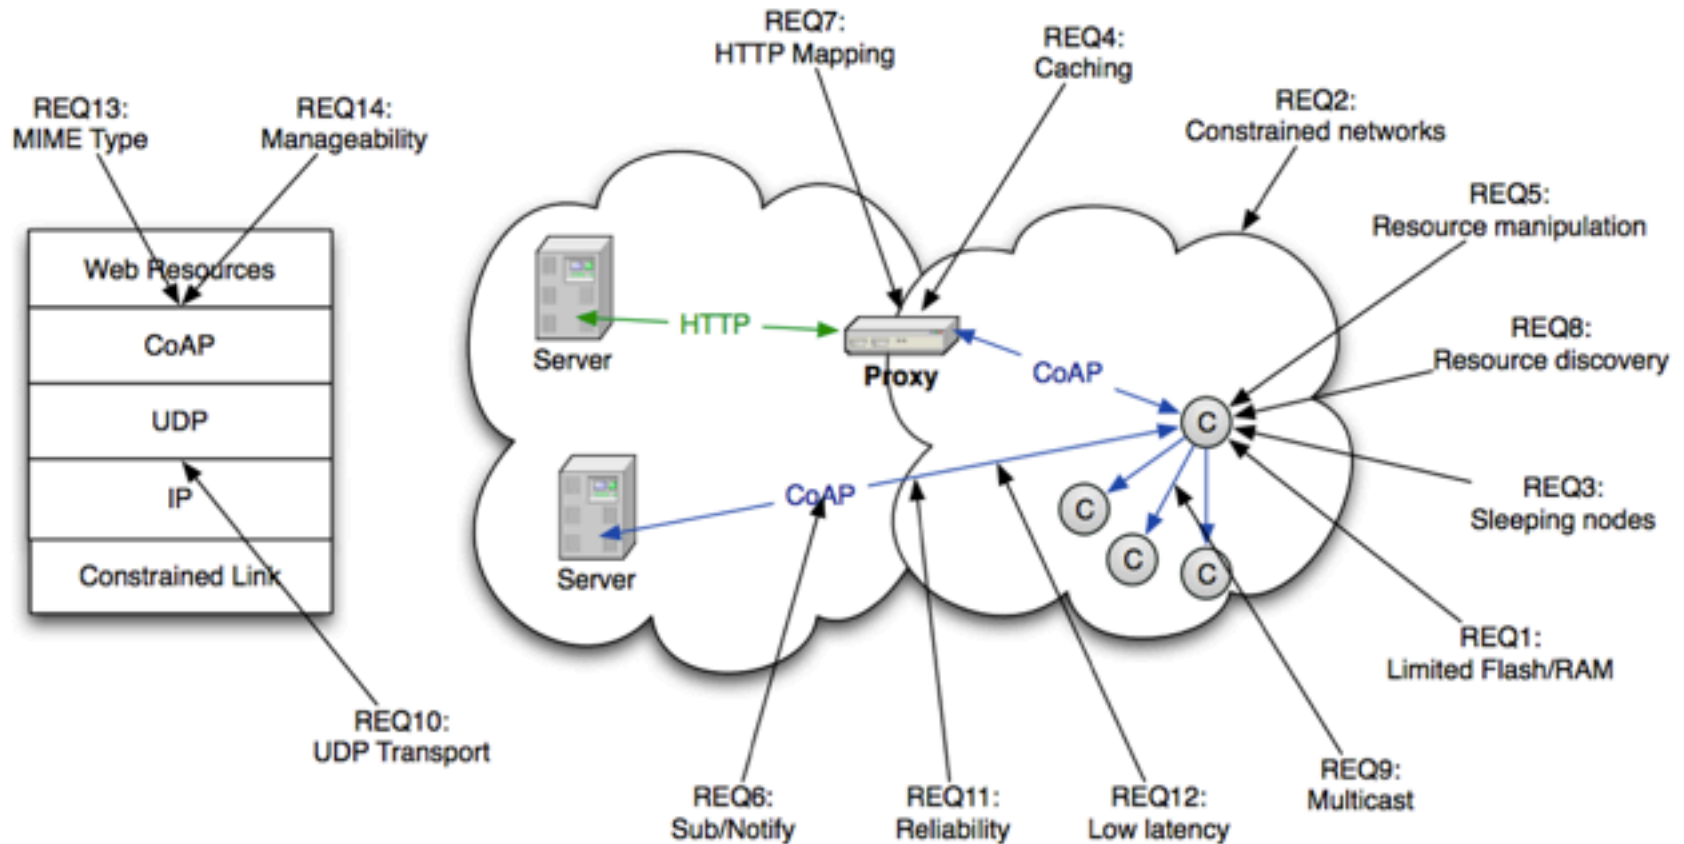 REQ7:
HTTP Mapping
REQ4:
Caching
REQ13:
MIME Type
REQ14:
Manageability
REQ2:
Constrained networks
REQ5:
Resource manipulation
Web Resources
CoAP
UDP
IP
Constrained Link
Server
HTTP
Proxy
CoAP
REQ8:
Resource discovery
C
CoAP
Server
C
C
C
REQ3:
Sleeping nodes
REQ1:
Limited Flash/RAM
REQ10:
UDP Transport
REQ6:
Sub/Notify
REQ11:
Reliability
REQ12:
Low latency
REQ9:
Multicast